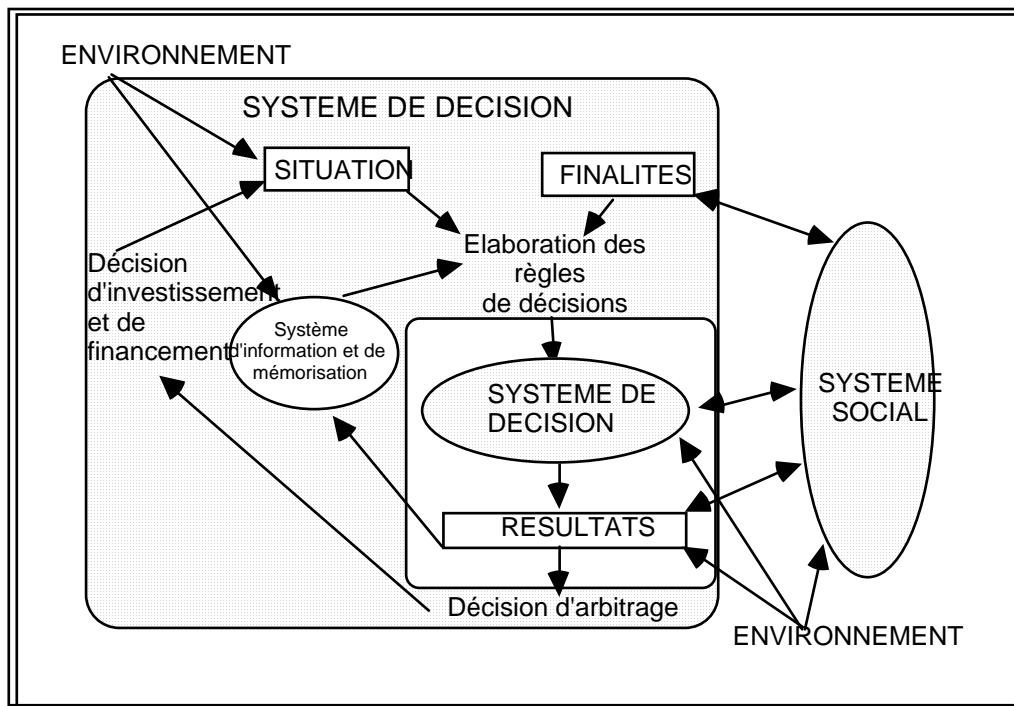 ENVIRONNEMENT
SYSTEME DE DECISION
SITUATION
FINALITES
Elaboration des
règles
de décisions
Décision
d'investissement
et de
financement
Système
d'information et de
mémorisation
SYSTEME DE
DECISION
SYSTEME
SOCIAL
RESULTATS
Décision d'arbitrage
ENVIRONNEMENT